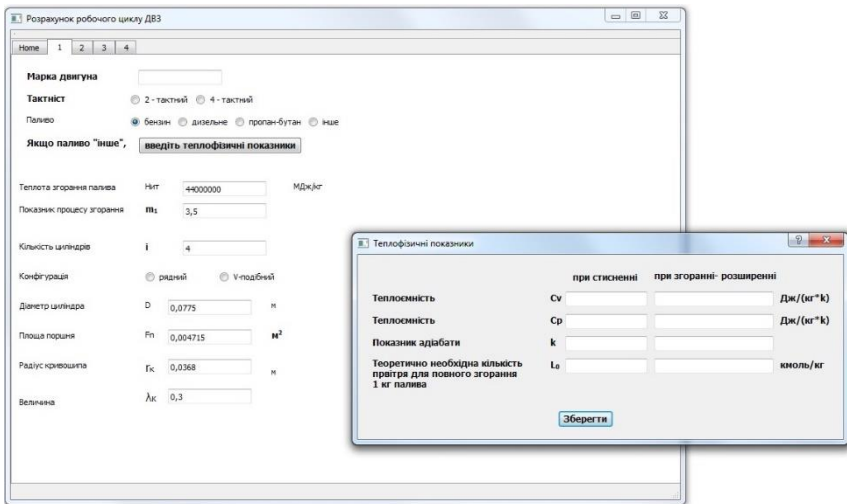 Розрахунок робочого циклу ДВЗ
Home 1 2 3 4
Марка двигуна
Тактніст 2 - тактний 4 - тактний
Паливо бензин дизельне пропан-бутан інше
Якщо паливо "інше", введіть теплофізичні показники
Теплота згорання палива Нит 44000000 МДж/кг
Показник процесу згорання m₁ 3,5
Кількість циліндрів i 4
Конфігурація рядний V-подібний
Діаметр циліндра D 0,0775 м
Площа поршня Fп 0,004715 м²
Радіус кривошипа rк 0,0368 м
Величина λк 0,3
Теплофізичні показники
при стисненні при згоранні- розширенні
Теплоємність Cv Дж/(кг*k)
Теплоємність Cp Дж/(кг*k)
Показник адіабати k
Теоретично необхідна кількість
првітря для повного згорання
1 кг палива L₀ кмоль/кг
Зберегти